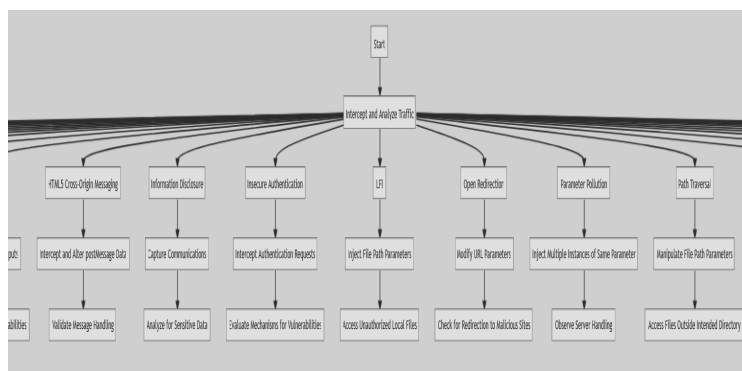 Start
Intercept and Analyze Traffic
HTML5 Cross-Origin Messaging
Information Disclosure
Insecure Authentication
LFI
Open Redirection
Parameter Pollution
Path Traversal
puts
Intercept and Alter postMessage Data
Capture Communications
Intercept Authentication Requests
Inject File Path Parameters
Modify URL Parameters
Inject Multiple Instances of Same Parameter
Manipulate File Path Parameters
abilities
Validate Message Handling
Analyze for Sensitive Data
Evaluate Mechanisms for Vulnerabilities
Access Unauthorized Local Files
Check for Redirection to Malicious Sites
Observe Server Handling
Access Files Outside Intended Directory